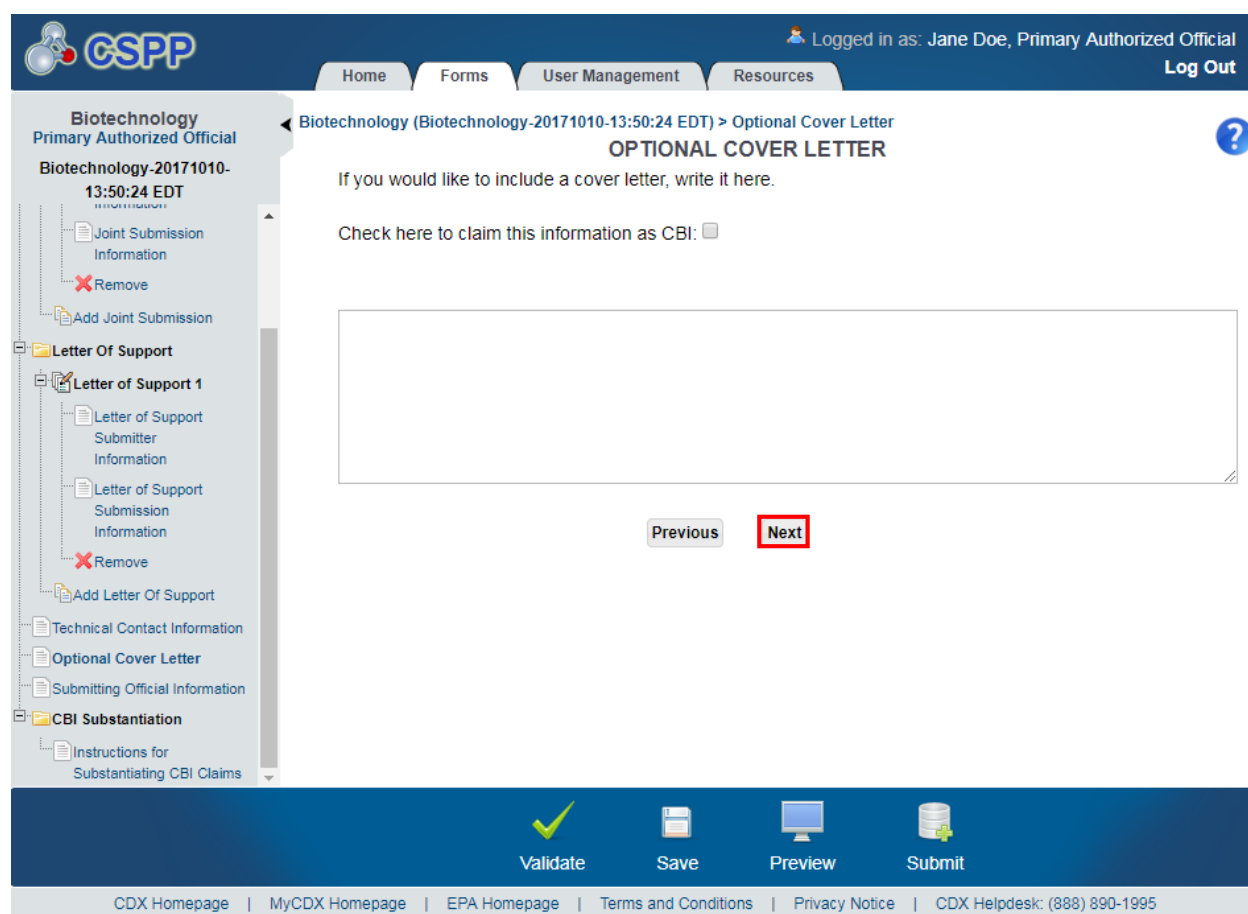 CSPP
Logged in as: Jane Doe, Primary Authorized Official
Log Out
Home
Forms
User Management
Resources
Biotechnology
Primary Authorized Official
Biotechnology-20171010-
13:50:24 EDT
Information
Joint Submission
Information
Remove
Add Joint Submission
Letter Of Support
Letter of Support 1
Letter of Support
Submitter
Information
Letter of Support
Submission
Information
Remove
Add Letter Of Support
Technical Contact Information
Optional Cover Letter
Submitting Official Information
CBI Substantiation
Instructions for
Substantiating CBI Claims
Biotechnology (Biotechnology-20171010-13:50:24 EDT) > Optional Cover Letter
?
OPTIONAL COVER LETTER
If you would like to include a cover letter, write it here.
Check here to claim this information as CBI:
Previous
Next
Validate
Save
Preview
Submit
CDX Homepage | MyCDX Homepage | EPA Homepage | Terms and Conditions | Privacy Notice | CDX Helpdesk: (888) 890-1995